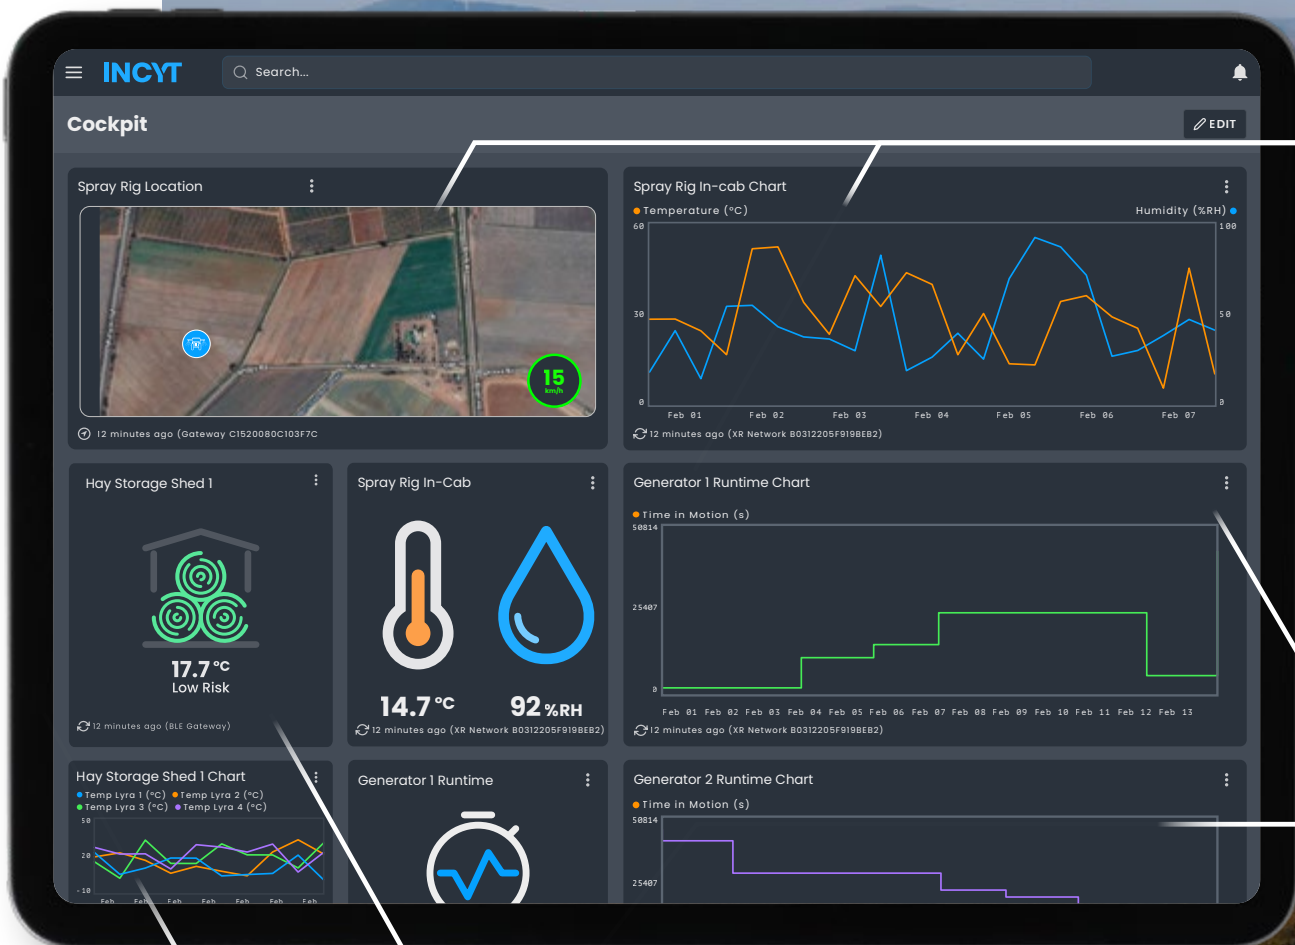 INCYT
Search...
Cockpit
EDIT
Spray Rig Location
15
km/h
12 minutes ago (Gateway C1520080C103F7C
Spray Rig In-cab Chart
Temperature (°C)
Humidity (%RH)
60
100
30
50
0
0
Feb 01 Feb 02 Feb 03 Feb 04 Feb 05 Feb 06 Feb 07
12 minutes ago (XR Network B0312205F919BEB2)
Hay Storage Shed 1
17.7 °C
Low Risk
12 minutes ago (BLE Gateway)
Spray Rig In-Cab
14.7 °C
92 %RH
12 minutes ago (XR Network B0312205F919BEB2)
Generator 1 Runtime Chart
Time in Motion (s)
50814
25407
0
Feb 01 Feb 02 Feb 03 Feb 04 Feb 05 Feb 06 Feb 07 Feb 08 Feb 09 Feb 10 Feb 11 Feb 12 Feb 13
12 minutes ago (XR Network B0312205F919BEB2)
Hay Storage Shed 1 Chart
Temp Lyra 1 (°C) Temp Lyra 2 (°C)
Temp Lyra 3 (°C) Temp Lyra 4 (°C)
50
20
-10
Feb Feb Feb Feb Feb Feb Feb
Generator 1 Runtime
Generator 2 Runtime Chart
Time in Motion (s)
50814
25407